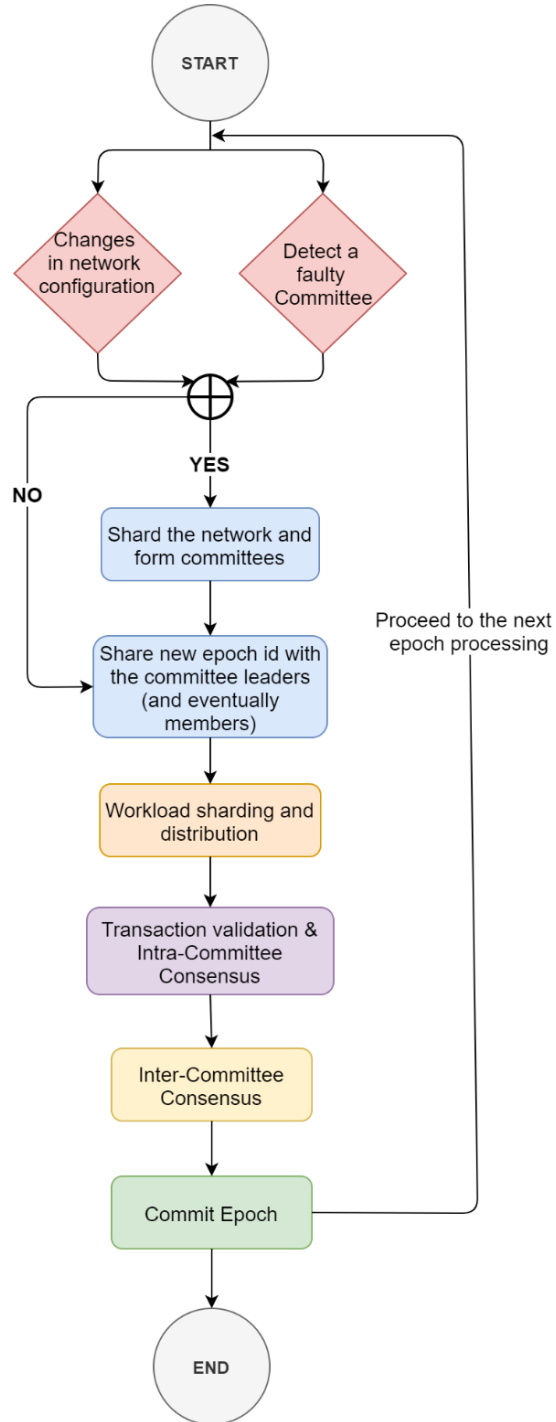 START
Changes
in network
configuration
Detect a
faulty
Committee
YES
NO
Shard the network and
form committees
Proceed to the next
epoch processing
Share new epoch id with
the committee leaders
(and eventually
members)
Workload sharding and
distribution
Transaction validation &
Intra-Committee
Consensus
Inter-Committee
Consensus
Commit Epoch
END